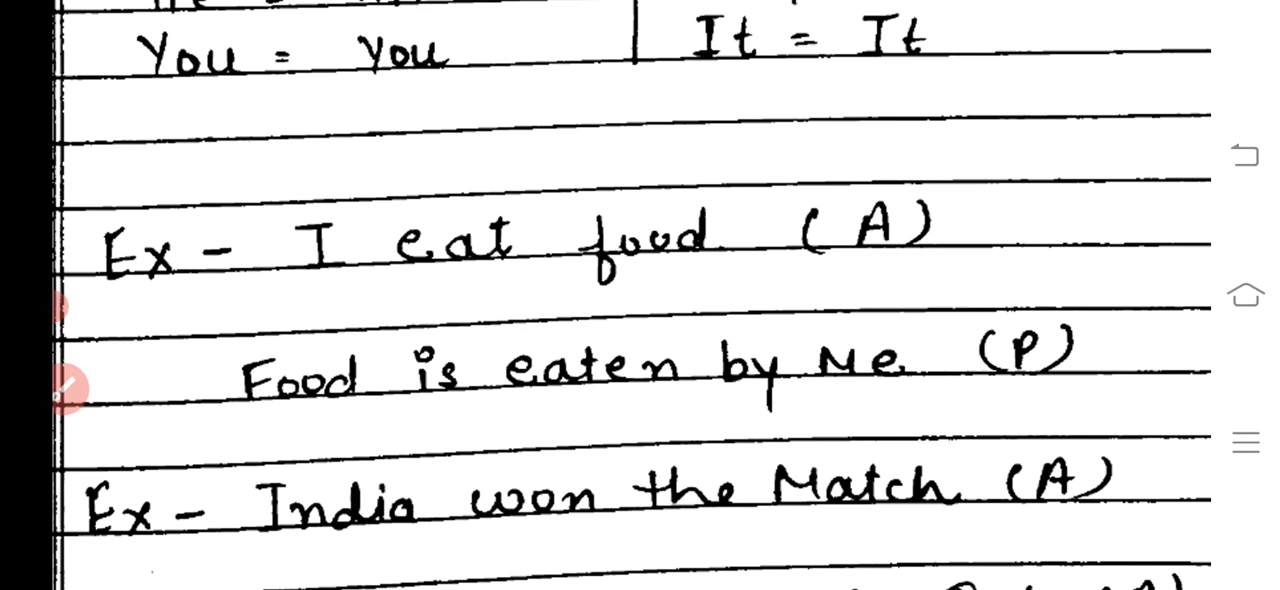 You = You
It = It
Ex - I eat food (A)
Food is eaten by Me (P)
Ex - India won the Match (A)